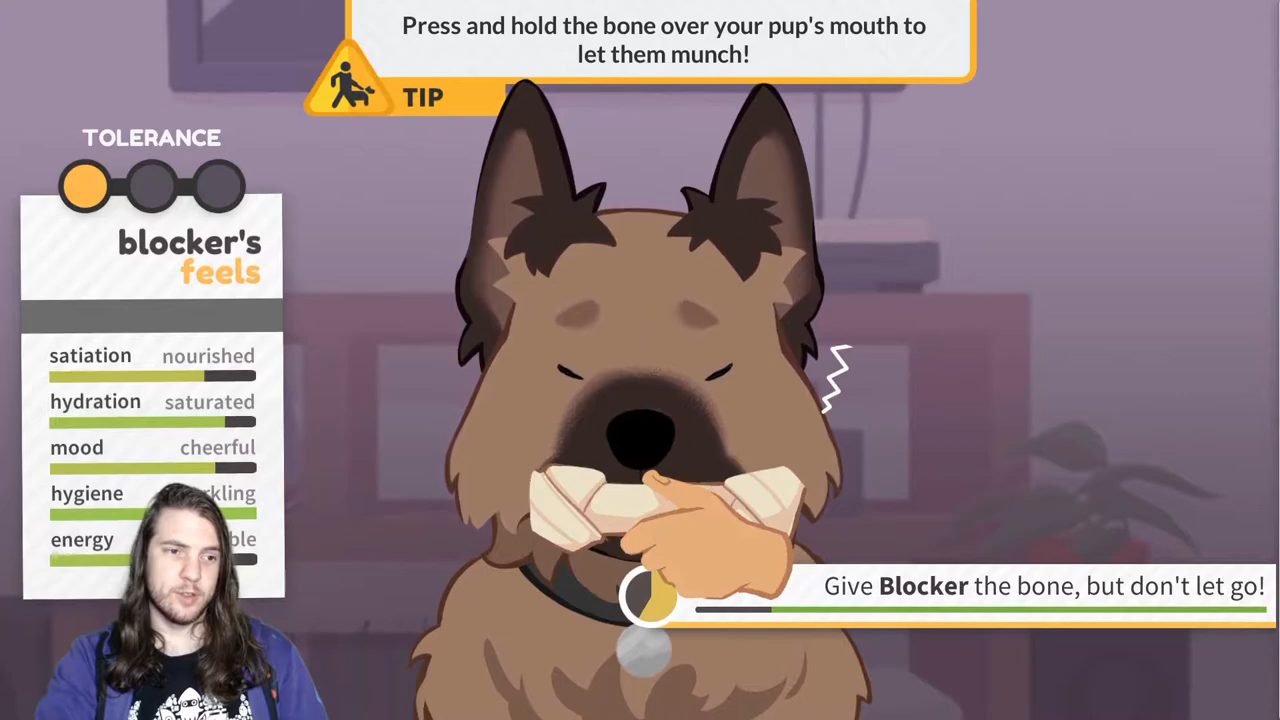 Press and hold the bone over your pup's mouth to
let them munch!
TIP
TOLERANCE
blocker's
feels
satiation nourished
hydration saturated
mood cheerful
hygiene
energy
Give Blocker the bone, but don't let go!